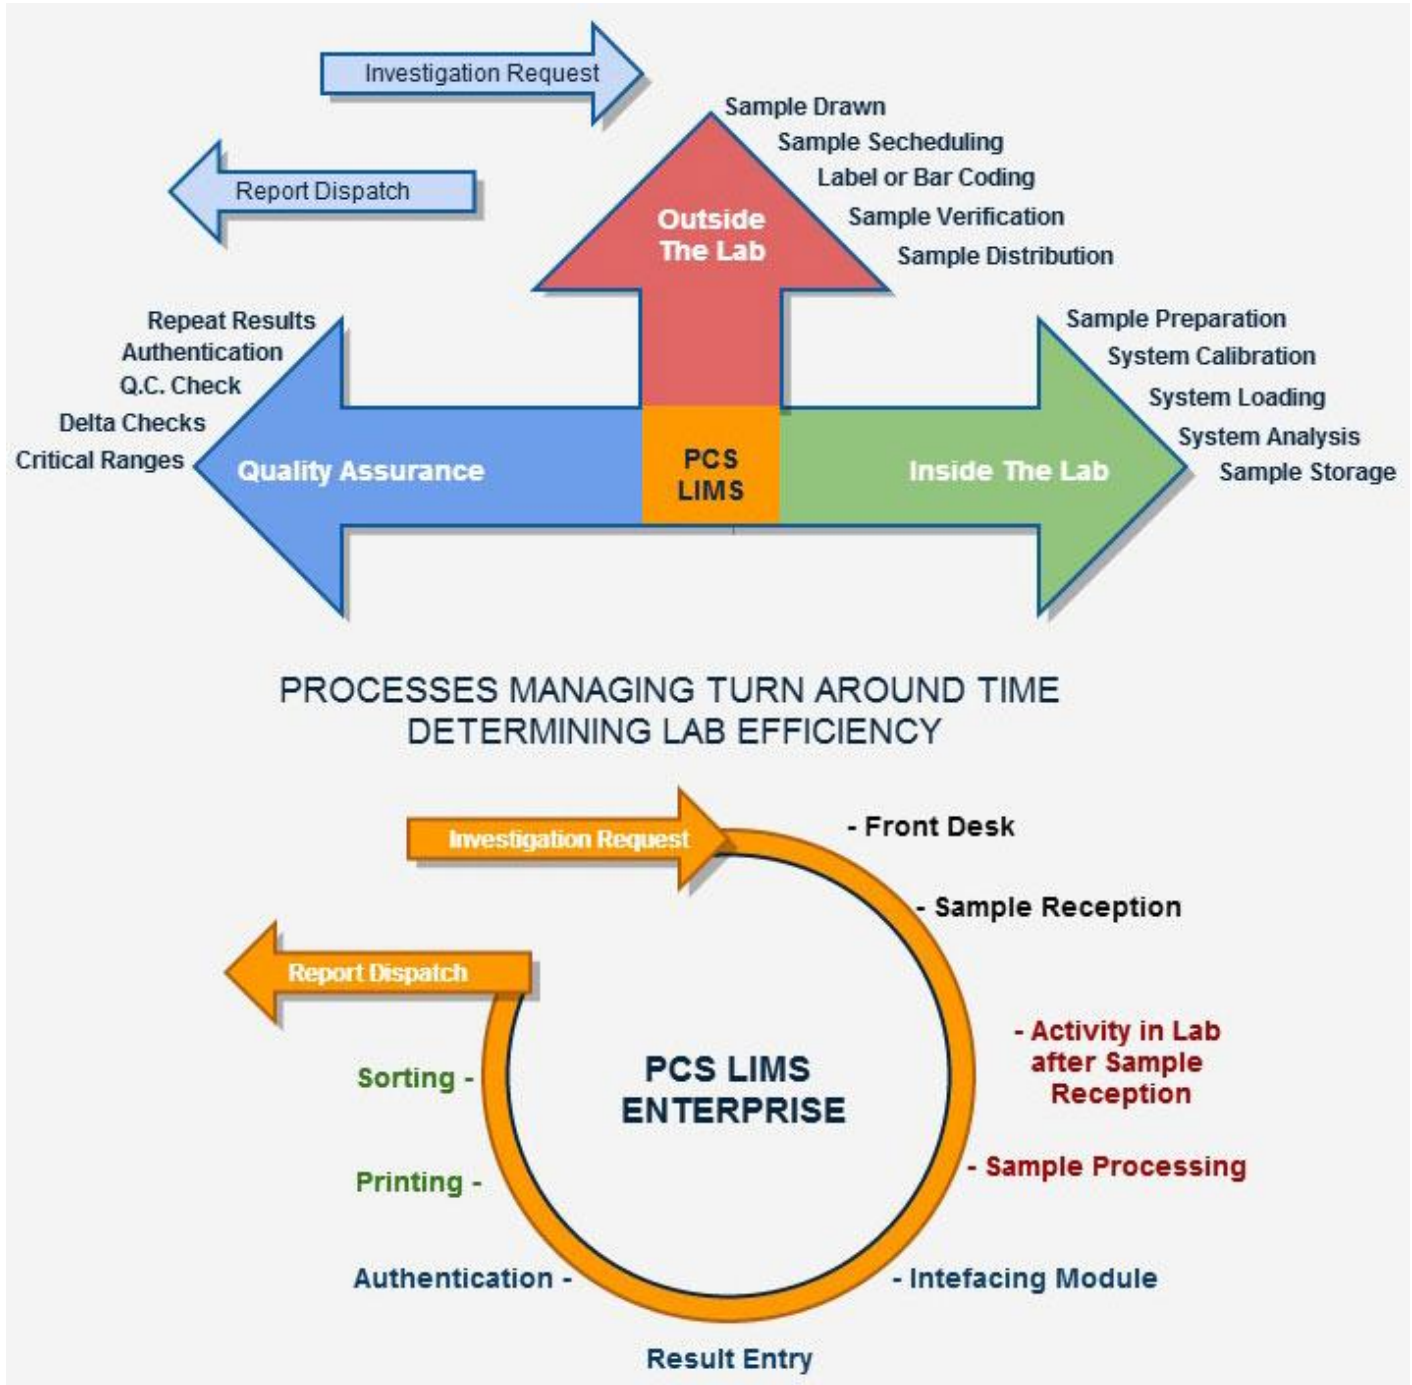 Investigation Request
Report Dispatch
Sample Drawn
Sample Secheduling
Label or Bar Coding
Sample Verification
Sample Distribution
Outside
The Lab
Repeat Results
Authentication
Q.C. Check
Delta Checks
Critical Ranges
Quality Assurance
PCS
LIMS
Inside The Lab
Sample Preparation
System Calibration
System Loading
System Analysis
Sample Storage
PROCESSES MANAGING TURN AROUND TIME
DETERMINING LAB EFFICIENCY
Investigation Request
- Front Desk
- Sample Reception
Report Dispatch
- Activity in Lab
after Sample
Reception
PCS LIMS
ENTERPRISE
Sorting -
- Sample Processing
Printing -
Authentication -
- Intefacing Module
Result Entry